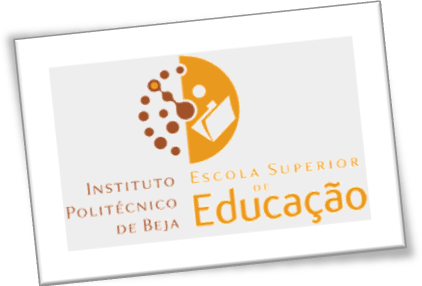 INSTITUTO
POLITÉCNICO
DE BEJA
ESCOLA SUPERIOR
DE
Educação